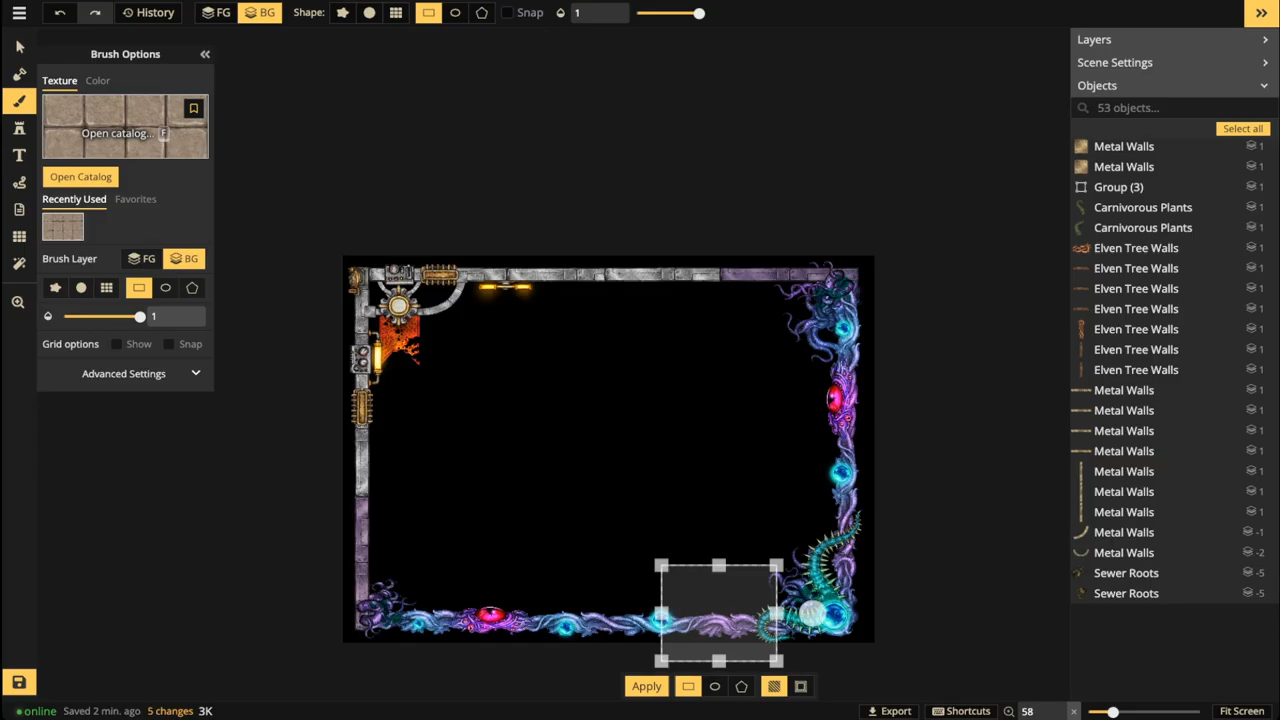 History
FG
BG
Shape:
Snap
1
Brush Options
Texture
Color
Open catalog... F
Open Catalog
Recently Used
Favorites
Brush Layer
FG
BG
1
Grid options
Show
Snap
Advanced Settings
Layers
Scene Settings
Objects
53 objects...
Select all
Metal Walls 1
Metal Walls 1
Group (3) 1
Carnivorous Plants 1
Carnivorous Plants 1
Elven Tree Walls 1
Elven Tree Walls 1
Elven Tree Walls 1
Elven Tree Walls 1
Elven Tree Walls 1
Elven Tree Walls 1
Elven Tree Walls 1
Metal Walls 1
Metal Walls 1
Metal Walls 1
Metal Walls 1
Metal Walls 1
Metal Walls 1
Metal Walls 1
Metal Walls -1
Metal Walls -2
Sewer Roots -5
Sewer Roots -5
Apply
online Saved 2 min. ago 5 changes 3K
Export
Shortcuts
58
Fit Screen